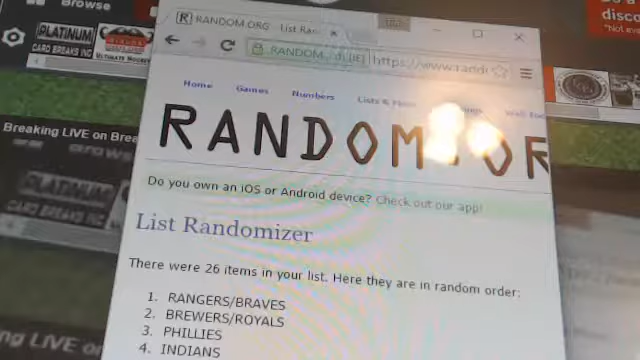 Browse
PLATINUM
CARD BREAKS INC
RANDOM.ORG - List Ran
https://www.rand
Home Games Numbers
RANDOM.OR
Do you own an iOS or Android device? Check out our app!
List Randomizer
There were 26 items in your list. Here they are in random order:
1. RANGERS/BRAVES
2. BREWERS/ROYALS
3. PHILLIES
4. INDIANS
Breaking LIVE on Brea
PLATINUM
CARD BREAKS INC
ng LIVE on
disco